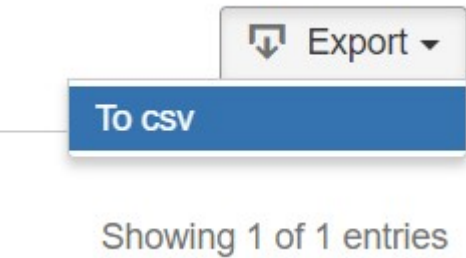 Export
To csv
Showing 1 of 1 entries